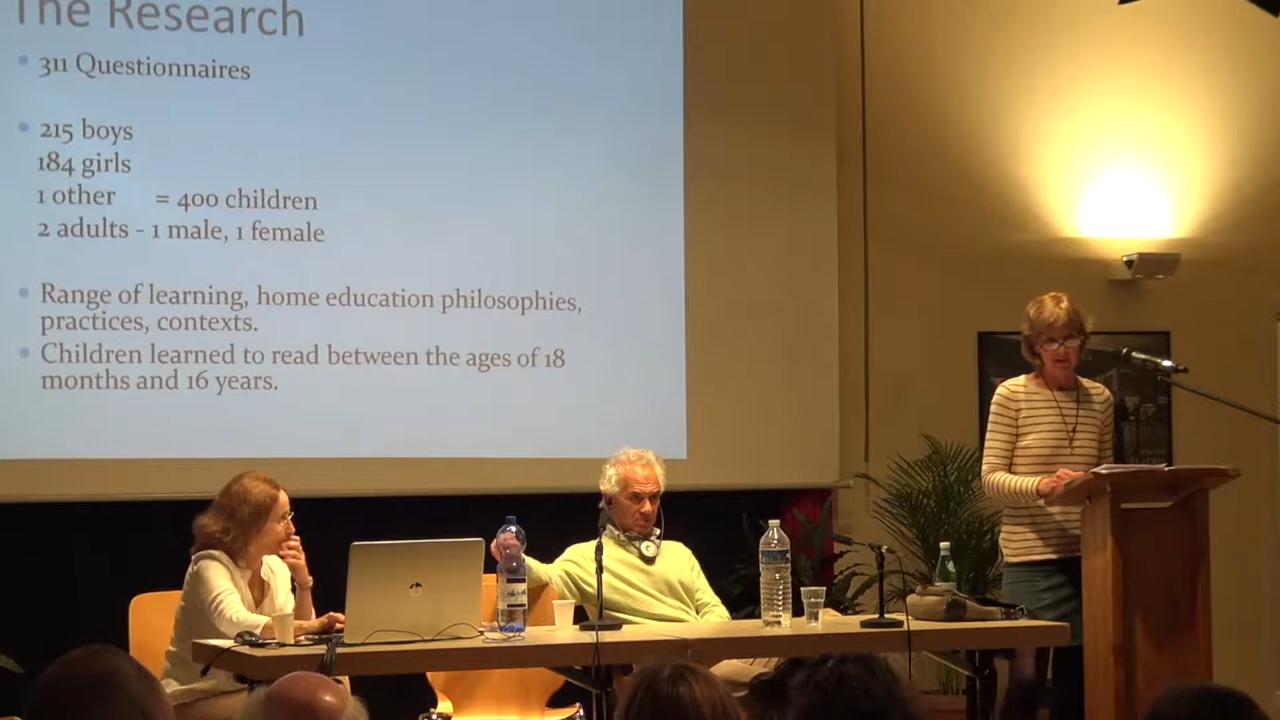 The Research
311 Questionnaires
215 boys
184 girls
1 other = 400 children
2 adults - 1 male, 1 female
Range of learning, home education philosophies,
practices, contexts.
Children learned to read between the ages of 18
months and 16 years.